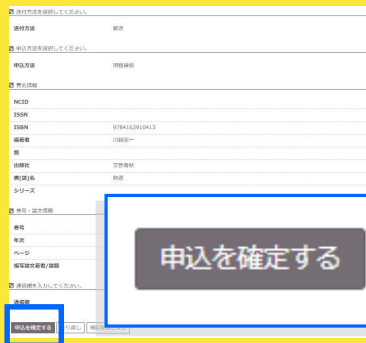 送付方法を選択してください。
送付方法 郵送
申込方法を選択してください。
申込方法 現物貸借
書名情報
NCID
ISSN
ISBN 9784163910413
編著者 川越宗一
版
出版社 文芸春秋
書(誌)名 熱源
シリーズ
巻号・論文情報
巻号
年次
ページ
複写論文著者/論題
通信欄を入力してください。
通信欄
申込を確定する
申込を確定する